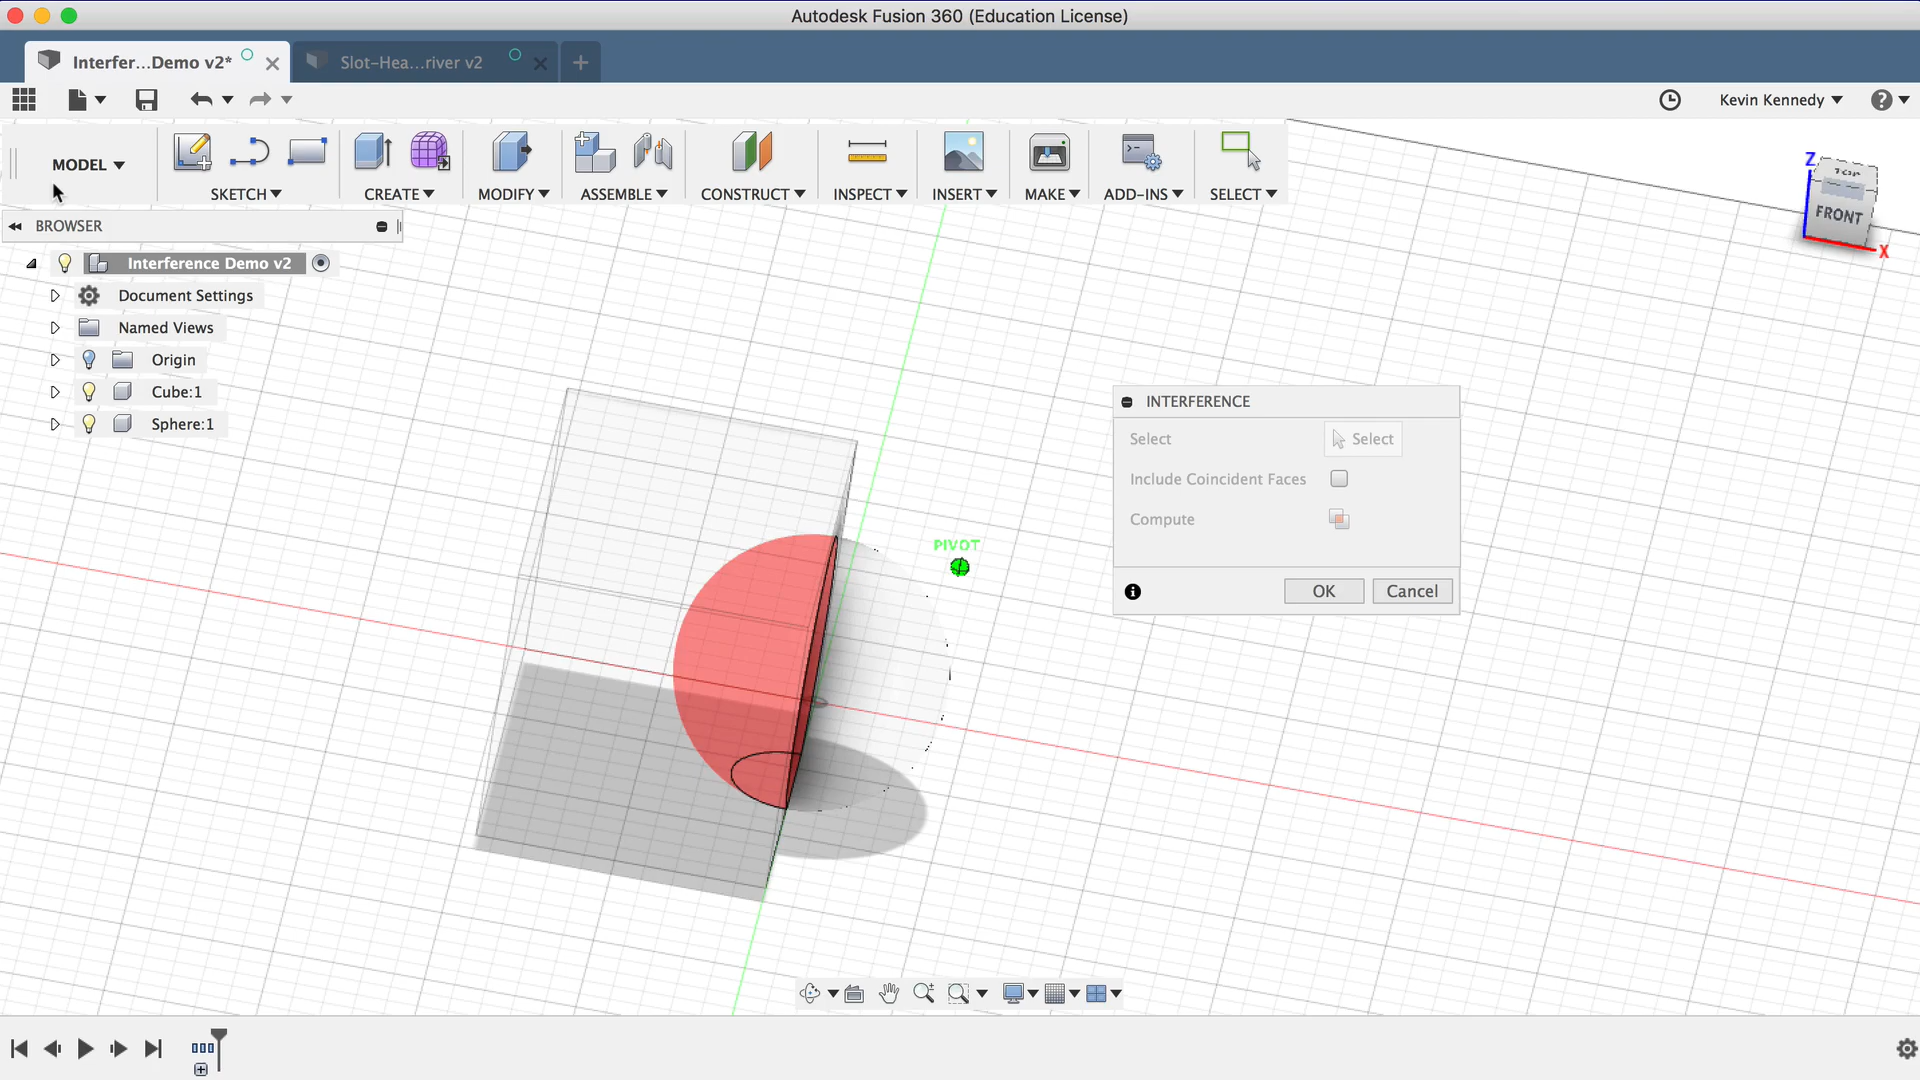 Autodesk Fusion 360 (Education License)
Interfer...Demo v2*
Slot-Hea...river v2
Kevin Kennedy
MODEL
SKETCH
CREATE
MODIFY
ASSEMBLE
CONSTRUCT
INSPECT
INSERT
MAKE
ADD-INS
SELECT
BROWSER
Interference Demo v2
Document Settings
Named Views
Origin
Cube:1
Sphere:1
Z
TOP
FRONT
X
INTERFERENCE
Select
Select
Include Coincident Faces
Compute
OK
Cancel
PIVOT